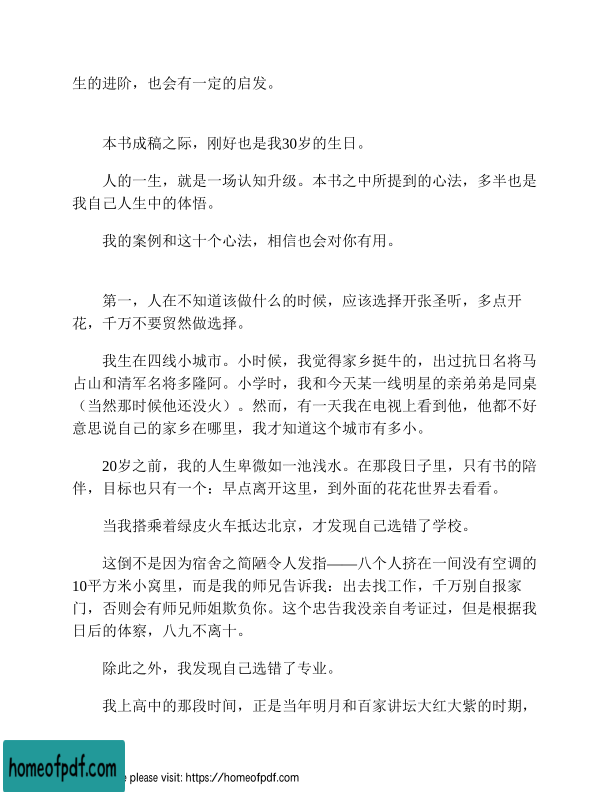 生的进阶，也会有一定的启发。
本书成稿之际，刚好也是我30岁的生日。
人的一生，就是一场认知升级。本书之中所提到的心法，多半也是
我自己人生中的体悟。
我的案例和这十个心法，相信也会对你有用。
第一，人在不知道该做什么的时候，应该选择开张圣听，多点开
花，千万不要贸然做选择。
我生在四线小城市。小时候，我觉得家乡挺牛的，出过抗日名将马
占山和清军名将多隆阿。小学时，我和今天某一线明星的亲弟弟是同桌
（当然那时候他还没火）。然而，有一天我在电视上看到他，他都不好
意思说自己的家乡在哪里，我才知道这个城市有多小。
20岁之前，我的人生卑微如一池浅水。在那段日子里，只有书的陪
伴，目标也只有一个：早点离开这里，到外面的花花世界去看看。
当我搭乘着绿皮火车抵达北京，才发现自己选错了学校。
这倒不是因为宿舍之简陋令人发指——八个人挤在一间没有空调的
10平方米小窝里，而是我的师兄告诉我：出去找工作，千万别自报家
门，否则会有师兄师姐欺负你。这个忠告我没亲自考证过，但是根据我
日后的体察，八九不离十。
除此之外，我发现自己选错了专业。
我上高中的那段时间，正是当年明月和百家讲坛大红大紫的时期，
homeofpdf.com
e please visit: https://homeofpdf.com